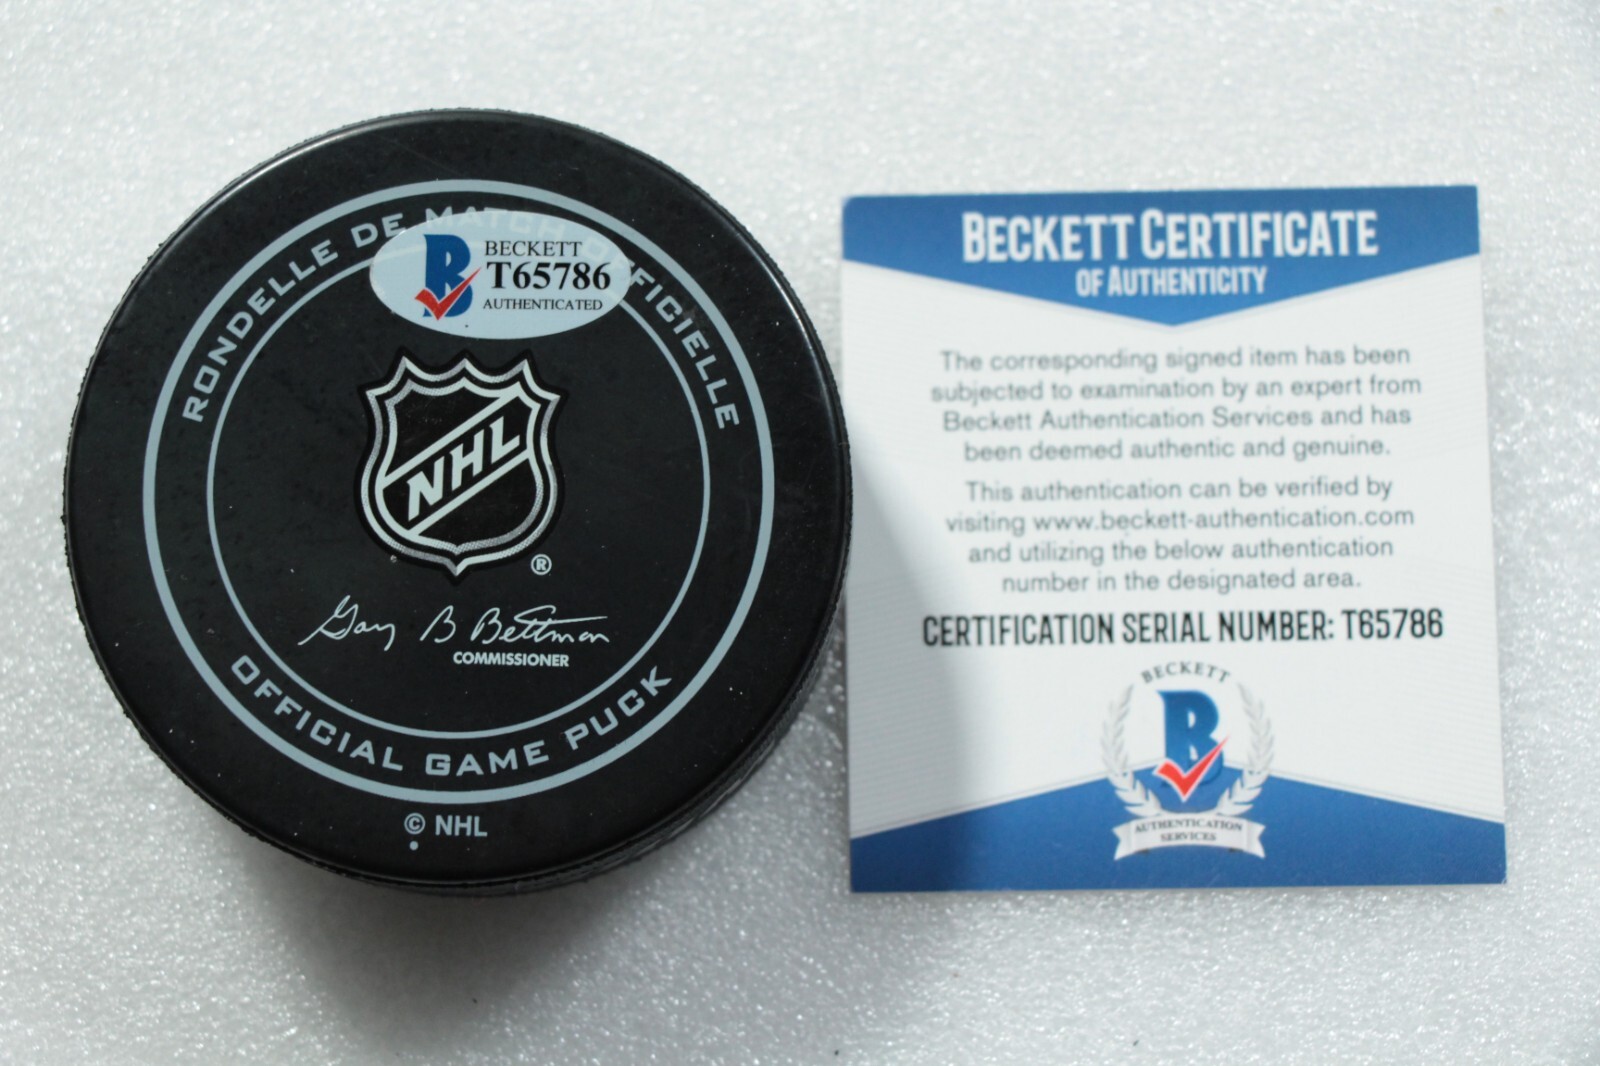 RONDELLE DE MATCH OFFICIELLE
BECKETT
T65786
AUTHENTICATED
NHL
®
Gary B Bettman
COMMISSIONER
OFFICIAL GAME PUCK
© NHL
BECKETT CERTIFICATE
OF AUTHENTICITY
The corresponding signed item has been
subjected to examination by an expert from
Beckett Authentication Services and has
been deemed authentic and genuine.
This authentication can be verified by
visiting www.beckett-authentication.com
and utilizing the below authentication
number in the designated area.
CERTIFICATION SERIAL NUMBER: T65786
BECKETT
B
AUTHENTICATION
SERVICES